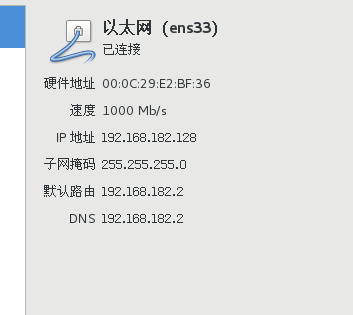 以太网（ens33）
已连接
硬件地址 00:0C:29:E2:BF:36
速度 1000 Mb/s
IP 地址 192.168.182.128
子网掩码 255.255.255.0
默认路由 192.168.182.2
DNS 192.168.182.2